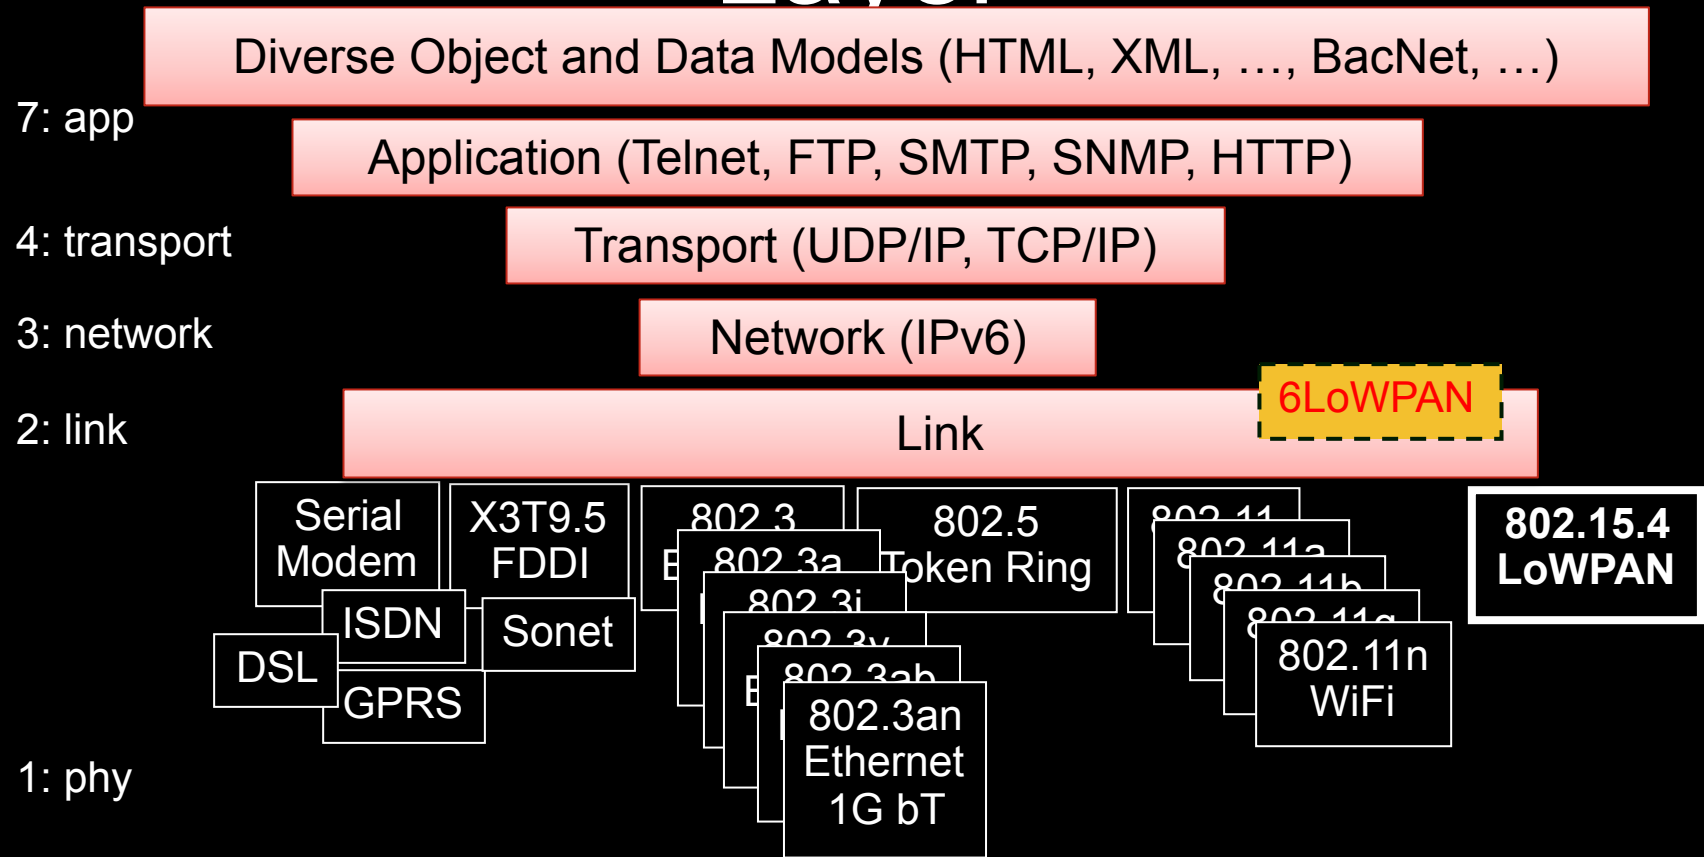 Layer
Diverse Object and Data Models (HTML, XML, …, BacNet, …)
7: app
Application (Telnet, FTP, SMTP, SNMP, HTTP)
4: transport
Transport (UDP/IP, TCP/IP)
3: network
Network (IPv6)
6LoWPAN
2: link
Link
Serial
Modem
X3T9.5
FDDI
802.3
802.5
Token Ring
802.11
802.15.4
LoWPAN
802.3a
802.11a
802.3i
802.11b
ISDN
Sonet
802.3y
802.11g
DSL
GPRS
802.3ab
802.11n
WiFi
802.3an
Ethernet
1G bT
1: phy